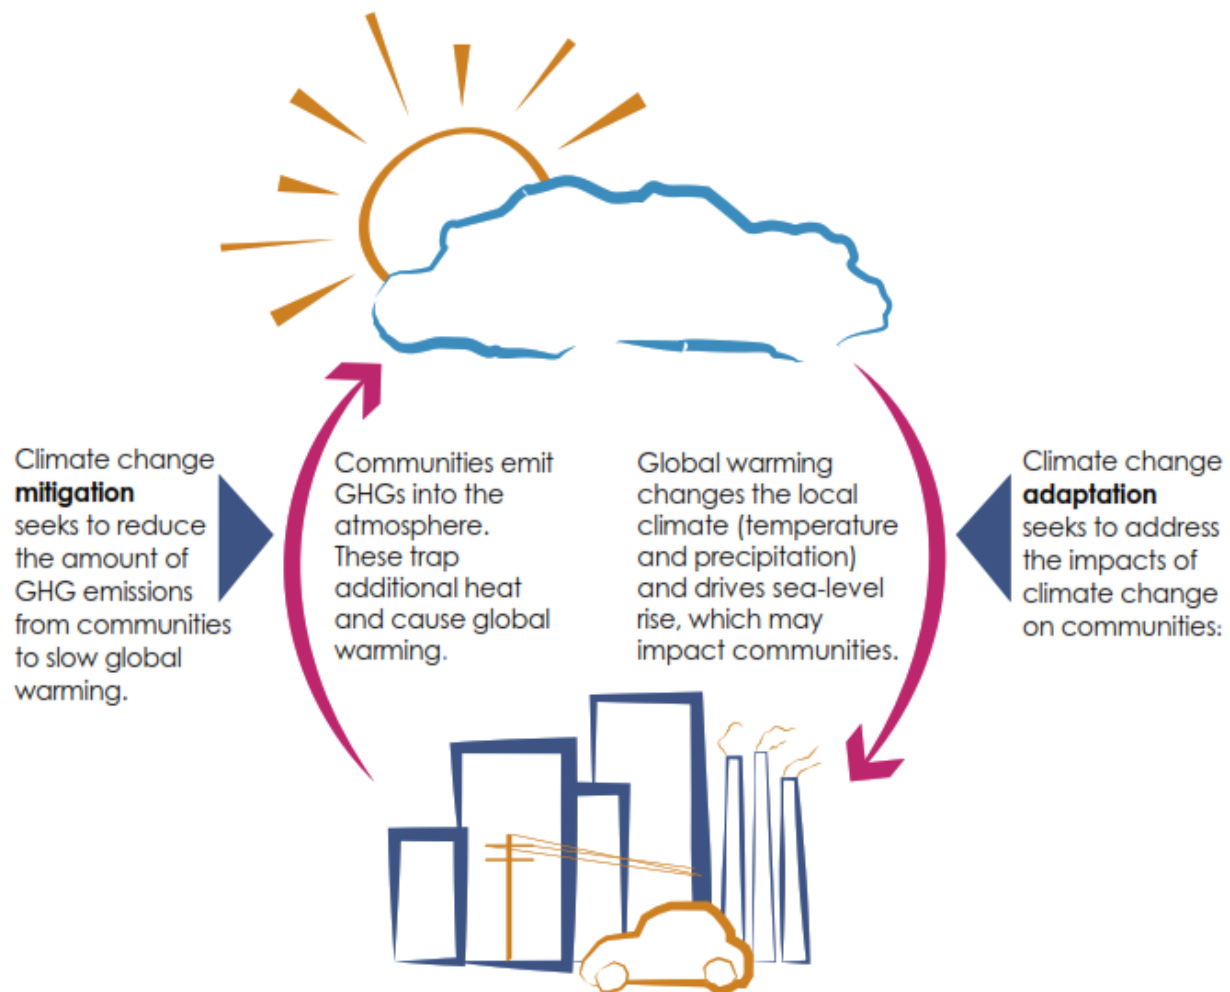 Climate change
mitigation
seeks to reduce
the amount of
GHG emissions
from communities
to slow global
warming.
Communities emit
GHGs into the
atmosphere.
These trap
additional heat
and cause global
warming.
Global warming
changes the local
climate (temperature
and precipitation)
and drives sea-level
rise, which may
impact communities.
Climate change
adaptation
seeks to address
the impacts of
climate change
on communities: